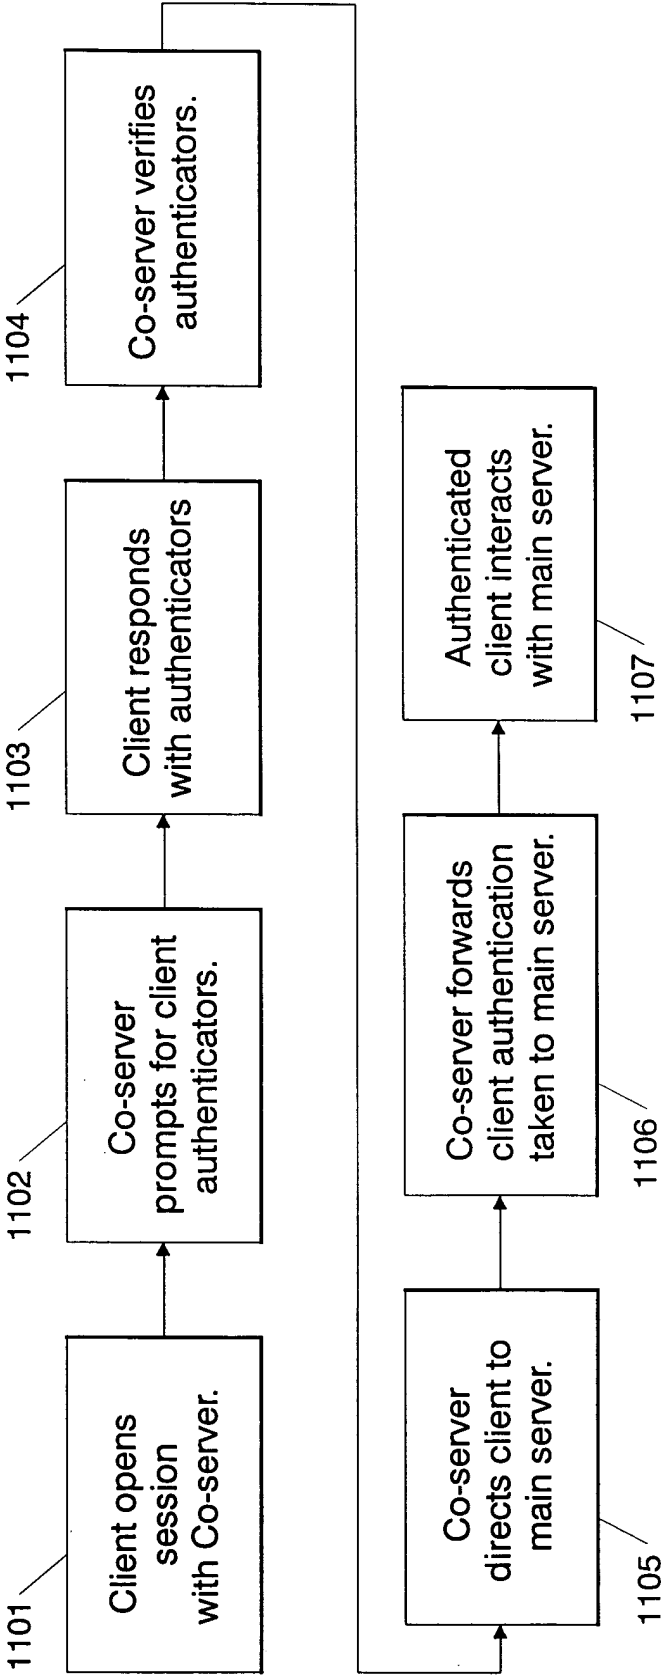 1101
Client opens
session
with Co-server.
1102
Co-server
prompts for client
authenticators.
1103
Client responds
with authenticators
1104
Co-server verifies
authenticators.
1105
Co-server
directs client to
main server.
1106
Co-server forwards
client authentication
taken to main server.
1107
Authenticated
client interacts
with main server.